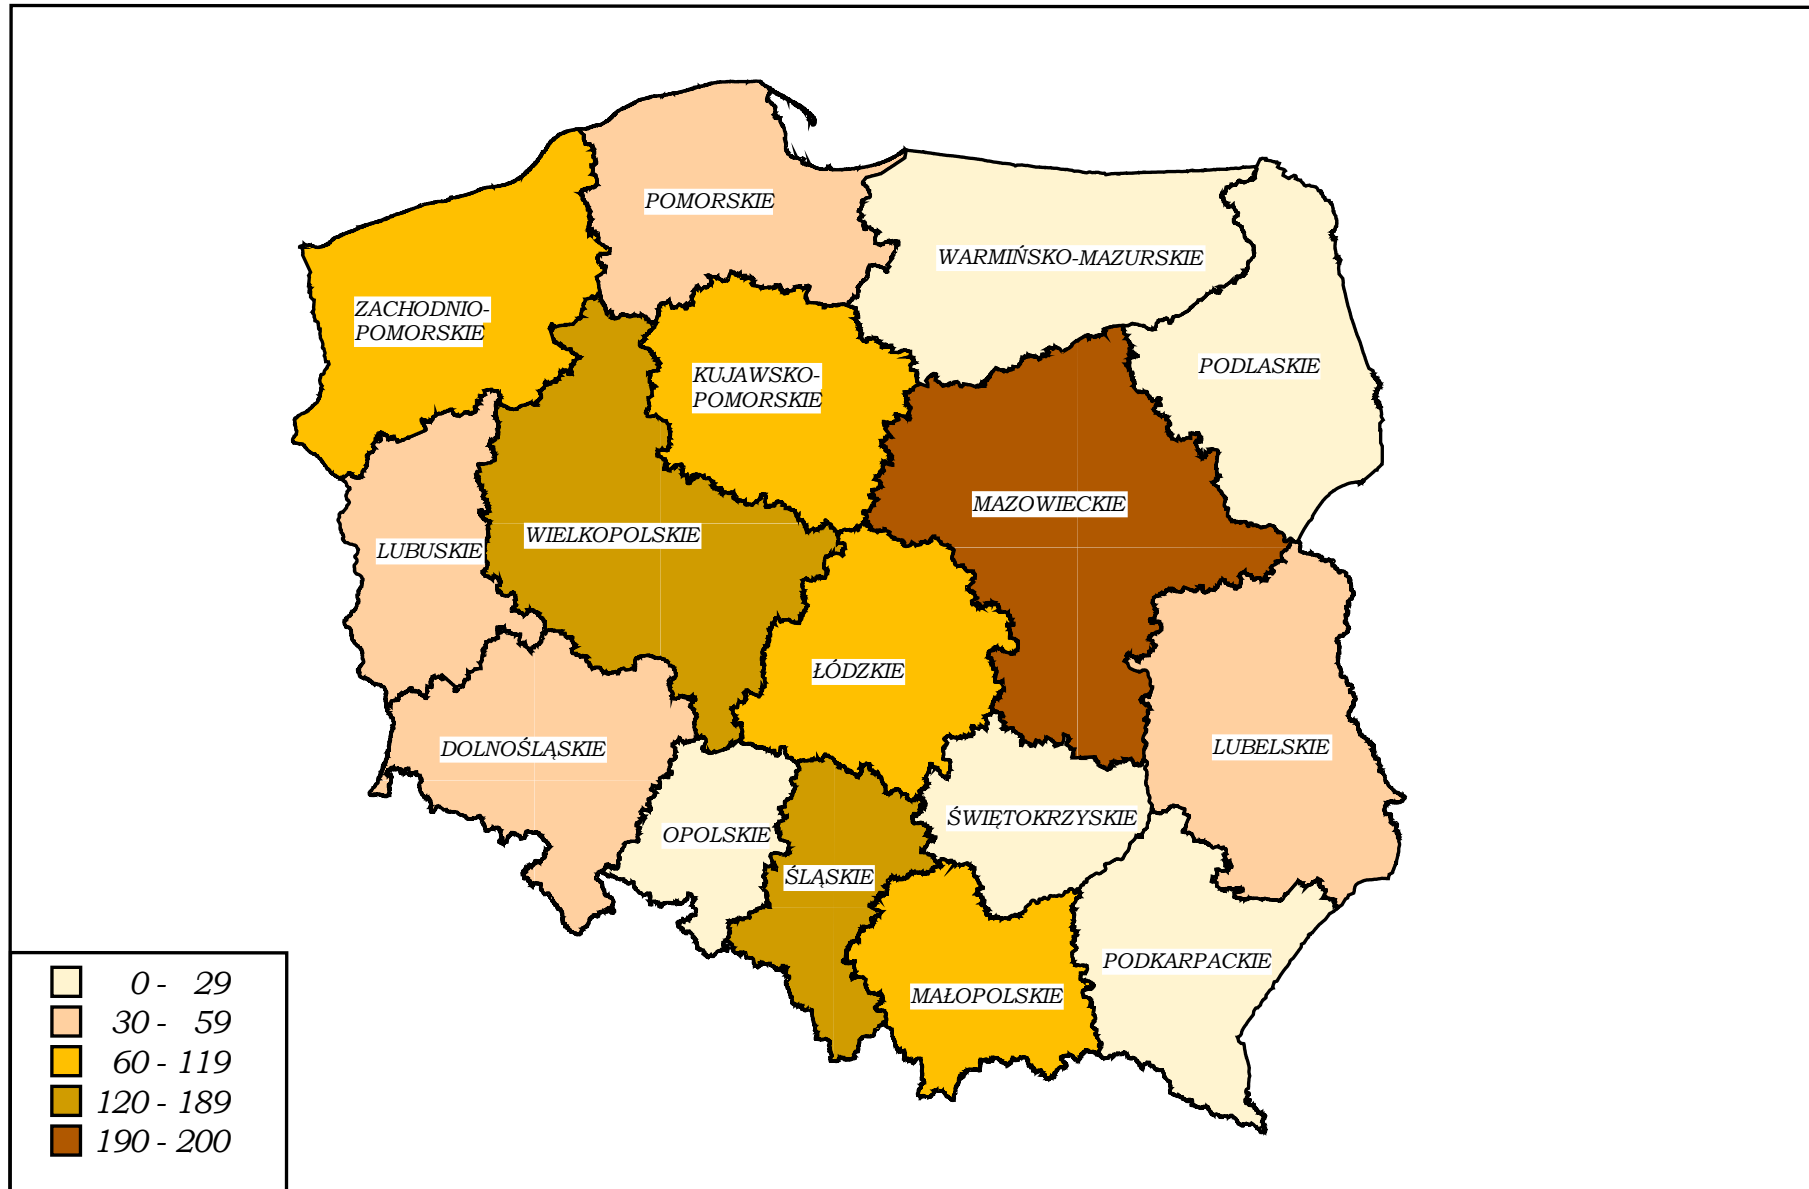 POMORSKIE
WARMIŃSKO-MAZURSKIE
ZACHODNIO-
POMORSKIE
KUJAWSKO-
POMORSKIE
PODLASKIE
MAZOWIECKIE
WIELKOPOLSKIE
LUBUSKIE
ŁÓDZKIE
DOLNOŚLĄSKIE
LUBELSKIE
ŚWIĘTOKRZYSKIE
OPOLSKIE
ŚLĄSKIE
PODKARPACKIE
MAŁOPOLSKIE
0 - 29
30 - 59
60 - 119
120 - 189
190 - 200